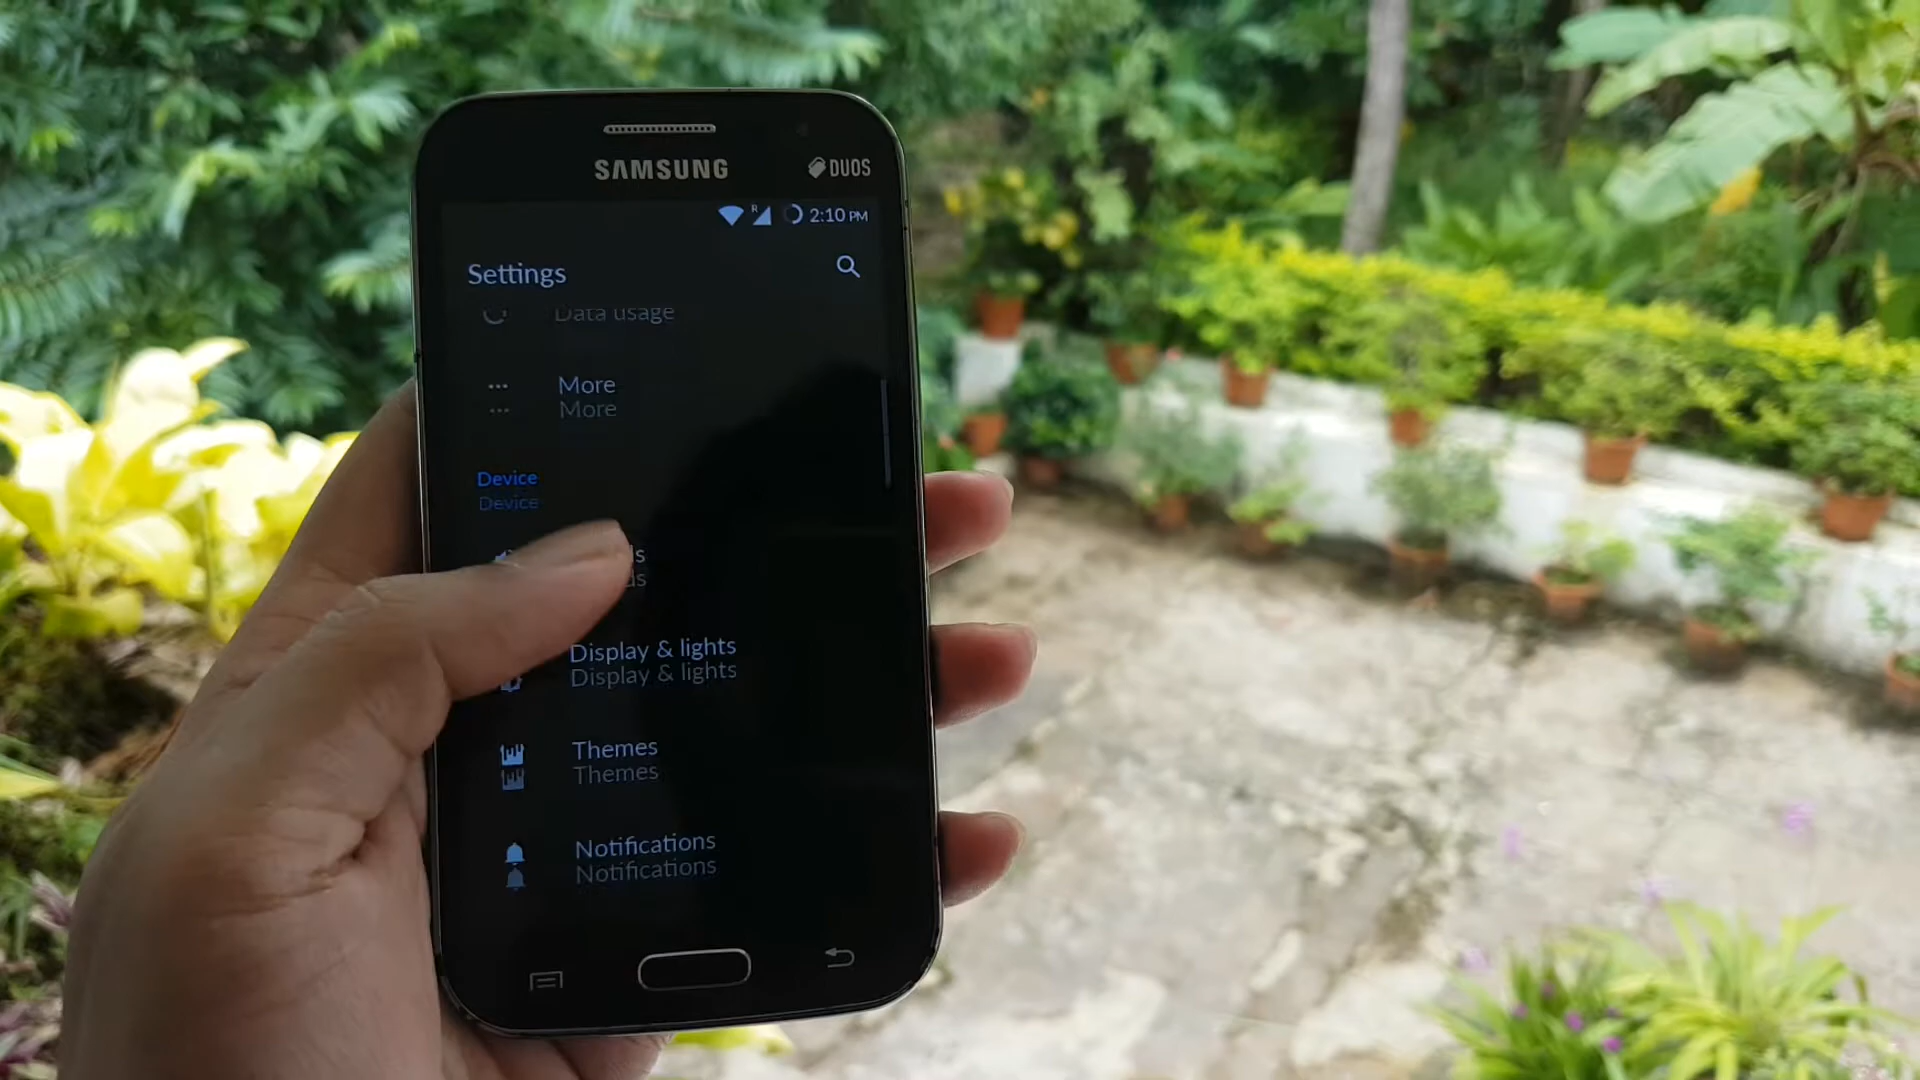 SAMSUNG
DUOS
R
2:10 PM
Settings
Data usage
More
More
Device
Device
Display & lights
Display & lights
Themes
Themes
Notifications
Notifications